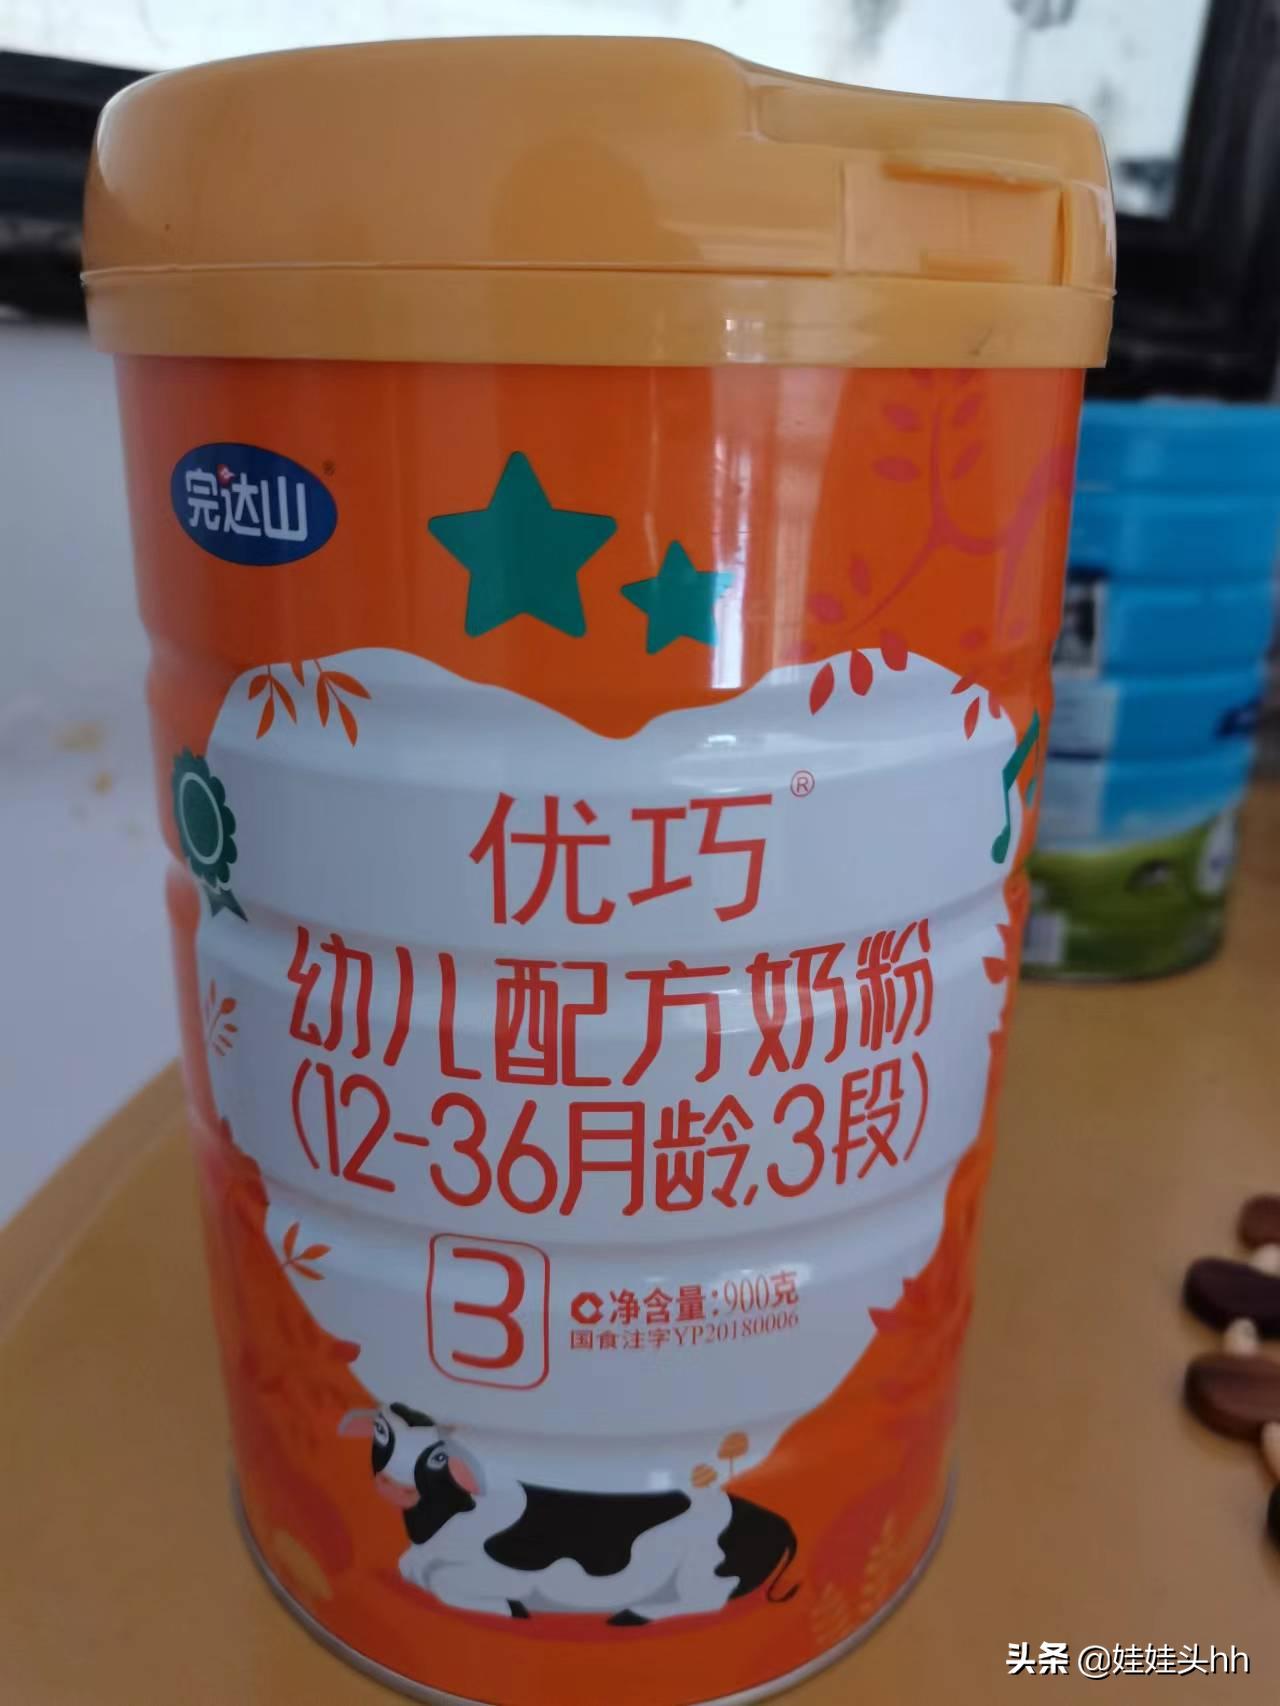 完达山®
优巧®
幼儿配方奶粉
(12-36月龄,3段)
3
净含量:900克
国食注字YP20180006
头条 @娃娃头hh